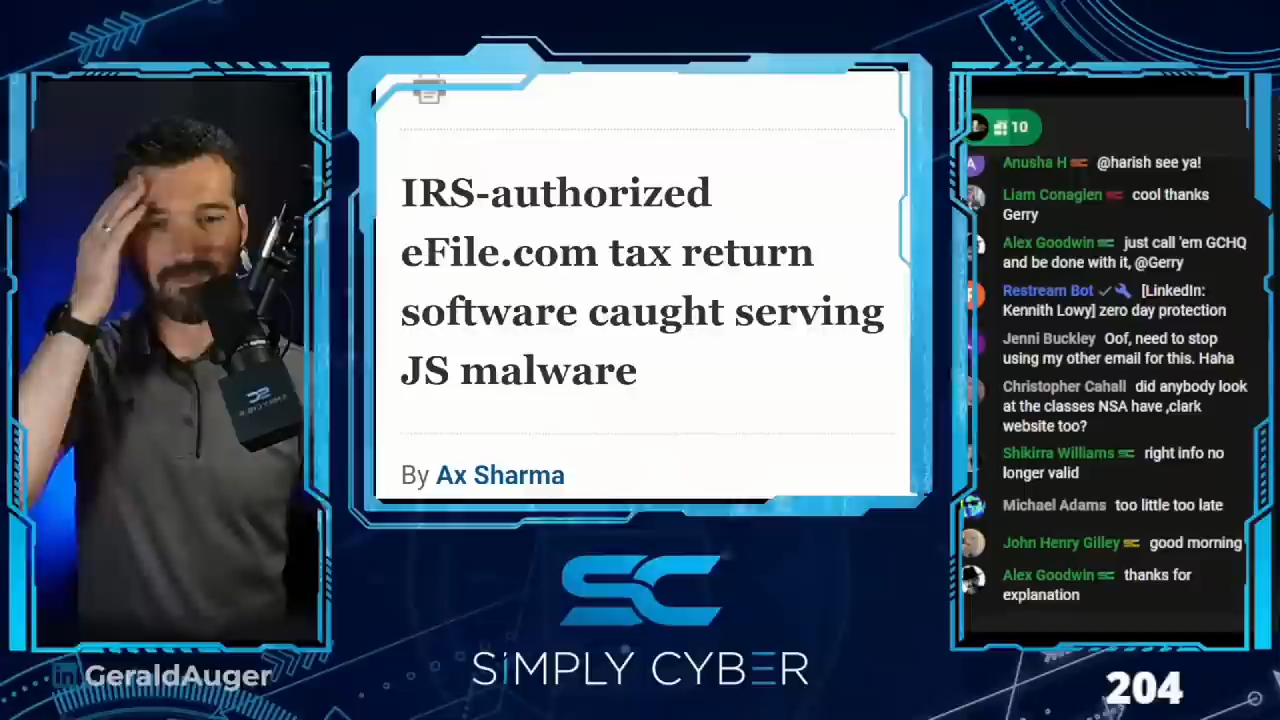 IRS-authorized
eFile.com tax return
software caught serving
JS malware
By Ax Sharma
10
Anusha H @harish see ya!
Liam Conaglen cool thanks
Gerry
Alex Goodwin just call 'em GCHQ
and be done with it, @Gerry
Restream Bot [LinkedIn:
Kennith Lowy] zero day protection
Jenni Buckley Oof, need to stop
using my other email for this. Haha
Christopher Cahall did anybody look
at the classes NSA have ,clark
website too?
Shikirra Williams right info no
longer valid
Michael Adams too little too late
John Henry Gilley good morning
Alex Goodwin thanks for
explanation
in GeraldAuger
SC
SiMPLY CYBER
204